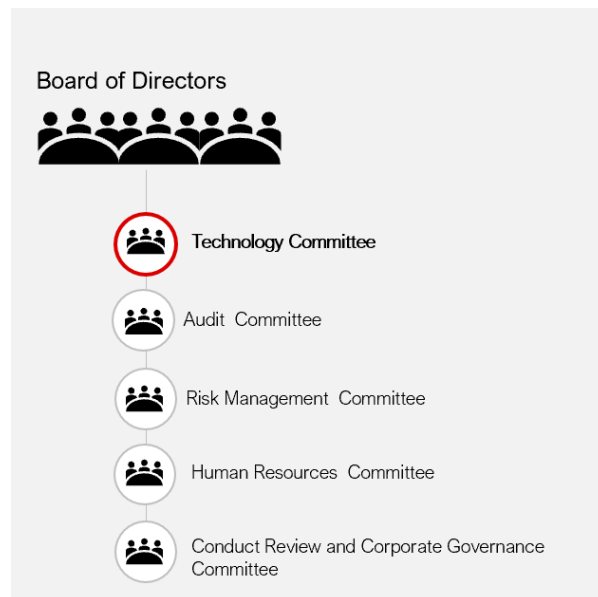 Board of Directors
Technology Committee
Audit Committee
Risk Management Committee
Human Resources Committee
Conduct Review and Corporate Governance
Committee